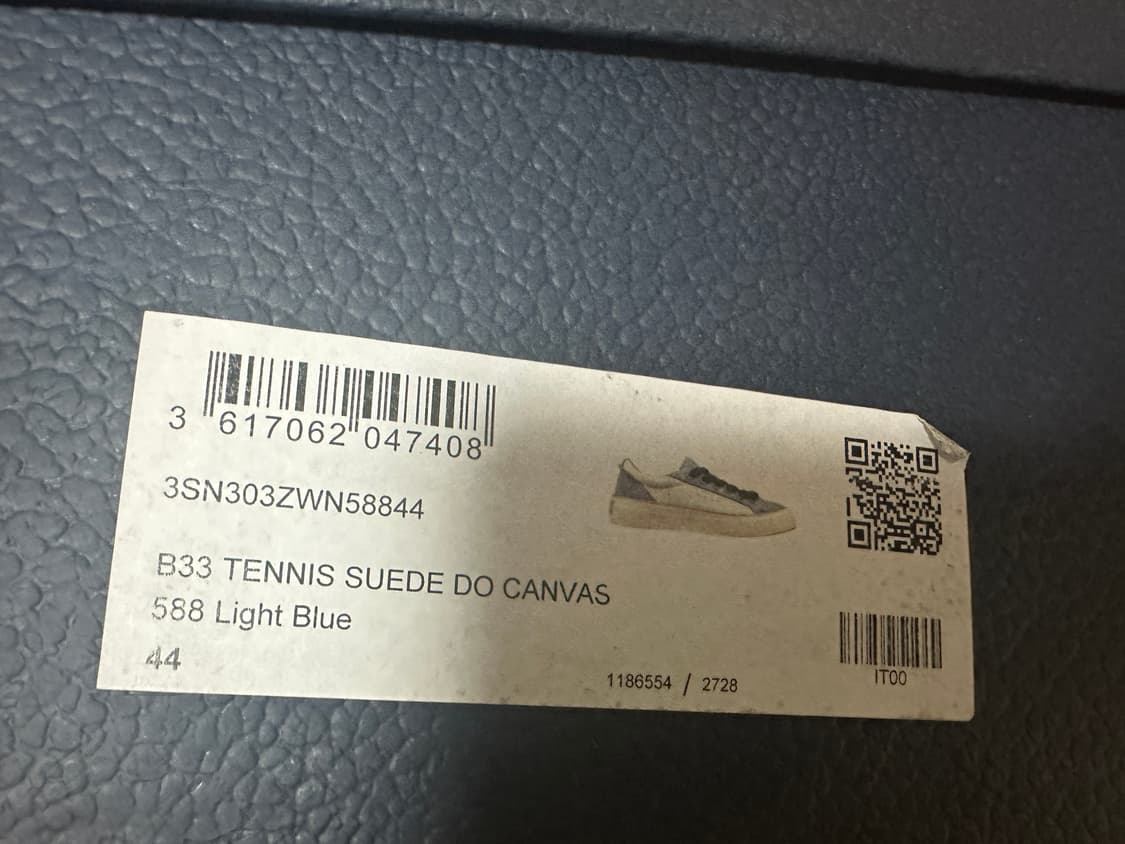 3 617062 047408
3SN303ZWN58844
B33 TENNIS SUEDE DO CANVAS
588 Light Blue
44
1186554 / 2728
IT00